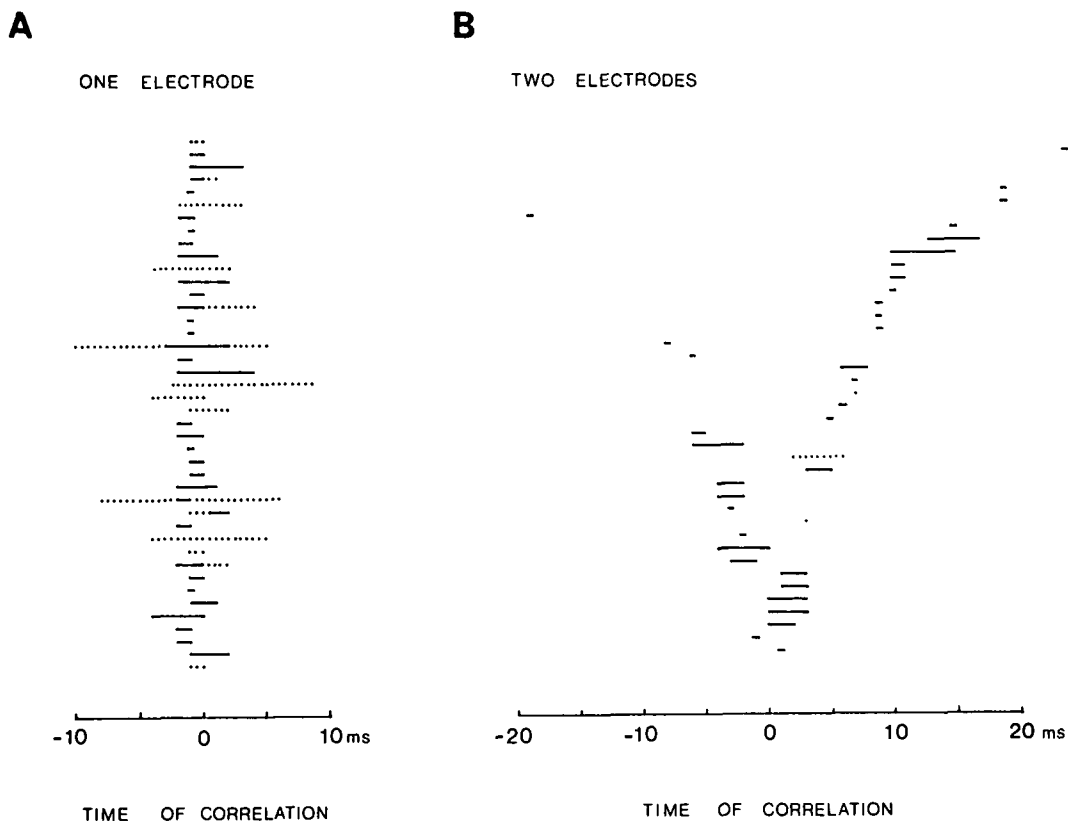 A
ONE ELECTRODE
-10 0 10 ms
TIME OF CORRELATION
B
TWO ELECTRODES
-20 -10 0 10 20 ms
TIME OF CORRELATION